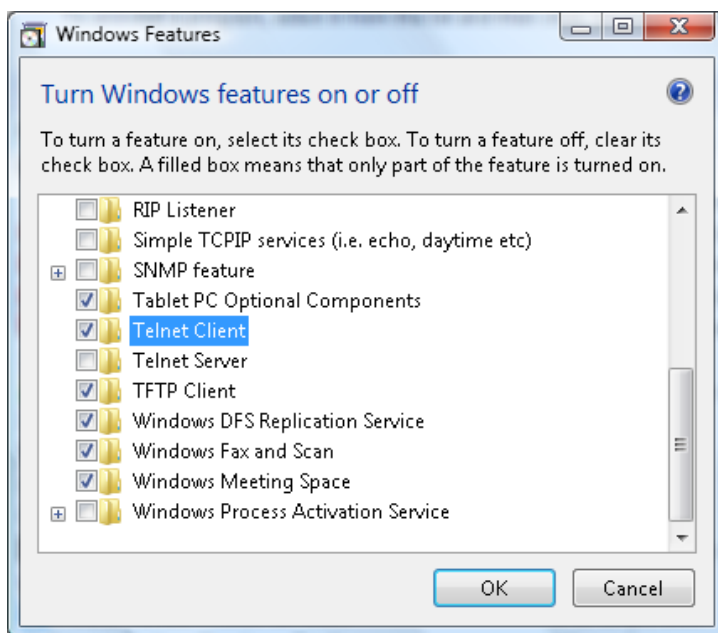 Windows Features
Turn Windows features on or off
To turn a feature on, select its check box. To turn a feature off, clear its
check box. A filled box means that only part of the feature is turned on.
RIP Listener
Simple TCPIP services (i.e. echo, daytime etc)
SNMP feature
Tablet PC Optional Components
Telnet Client
Telnet Server
TFTP Client
Windows DFS Replication Service
Windows Fax and Scan
Windows Meeting Space
Windows Process Activation Service
OK
Cancel